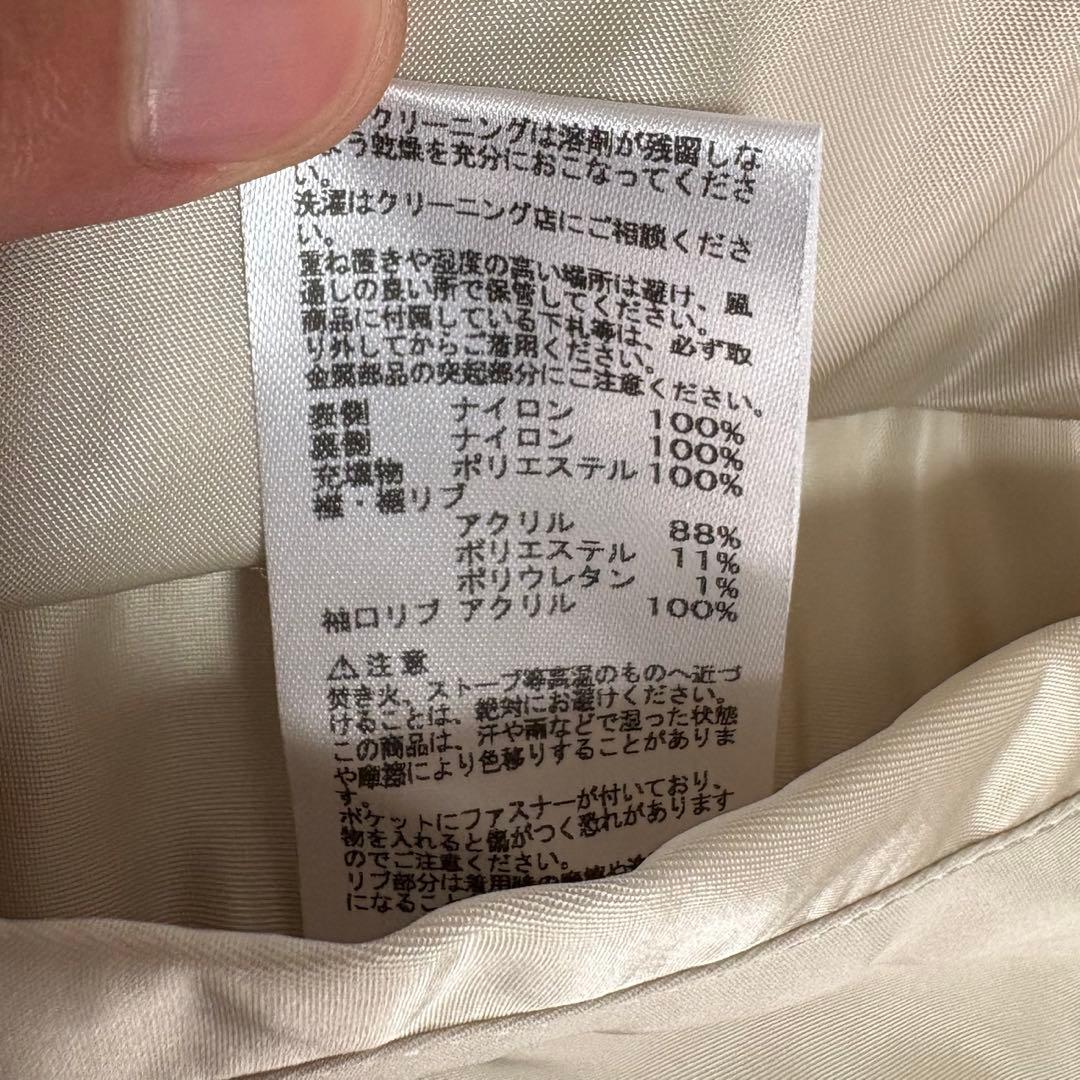 クリーニングは溶剤が残留しな
う乾燥を充分におこなってくださ
い。
洗濯はクリーニング店にご相談くださ
い。
重ね置きや湿度の高い場所は避け、風
通しの良い所で保管してください。
商品に付属している下札等は、必ず取
り外してからご着用ください。
金属部品の突起部分にご注意ください。
表側 ナイロン 100%
裏側 ナイロン 100%
充填物 ポリエステル 100%
・ リブ
アクリル 88%
ポリエステル 11%
ポリウレタン 1%
袖口リブ アクリル 100%
⚠注意
焚き火、ストーブ等高温のものへ近づ
けることは、絶対にお避けください。
この商品は、汗や雨などで湿った状態
や摩擦により色移りすることがありま
す。
ポケットにファスナーが付いており、
物を入れると傷がつく恐れがあります
のでご注意ください。
リブ部分は着用時の摩擦や
になること